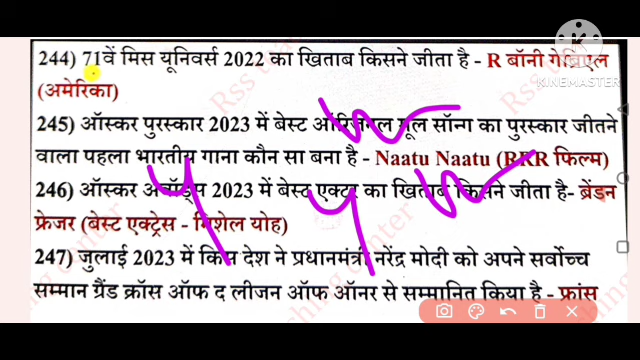 244) 71वें मिस यूनिवर्स 2022 का खिताब किसने जीता है - R बॉनी गेब्रिएल
(अमेरिका)
245) ऑस्कर पुरस्कार 2023 में बेस्ट ओरिजनल मूल सॉन्ग का पुरस्कार जीतने
वाला पहला भारतीय गाना कौन सा बना है - Naatu Naatu (RRR फिल्म)
246) ऑस्कर अवॉर्ड्स 2023 में बेस्ट एक्टर का खिताब किसने जीता है- ब्रेंडन
फ्रेजर (बेस्ट एक्ट्रेस - मिशेल योह)
247) जुलाई 2023 में किस देश ने प्रधानमंत्री नरेंद्र मोदी को अपने सर्वोच्च
सम्मान ग्रैंड क्रॉस ऑफ द लीजन ऑफ ऑनर से सम्मानित किया है - फ्रांस
KINEMASTER